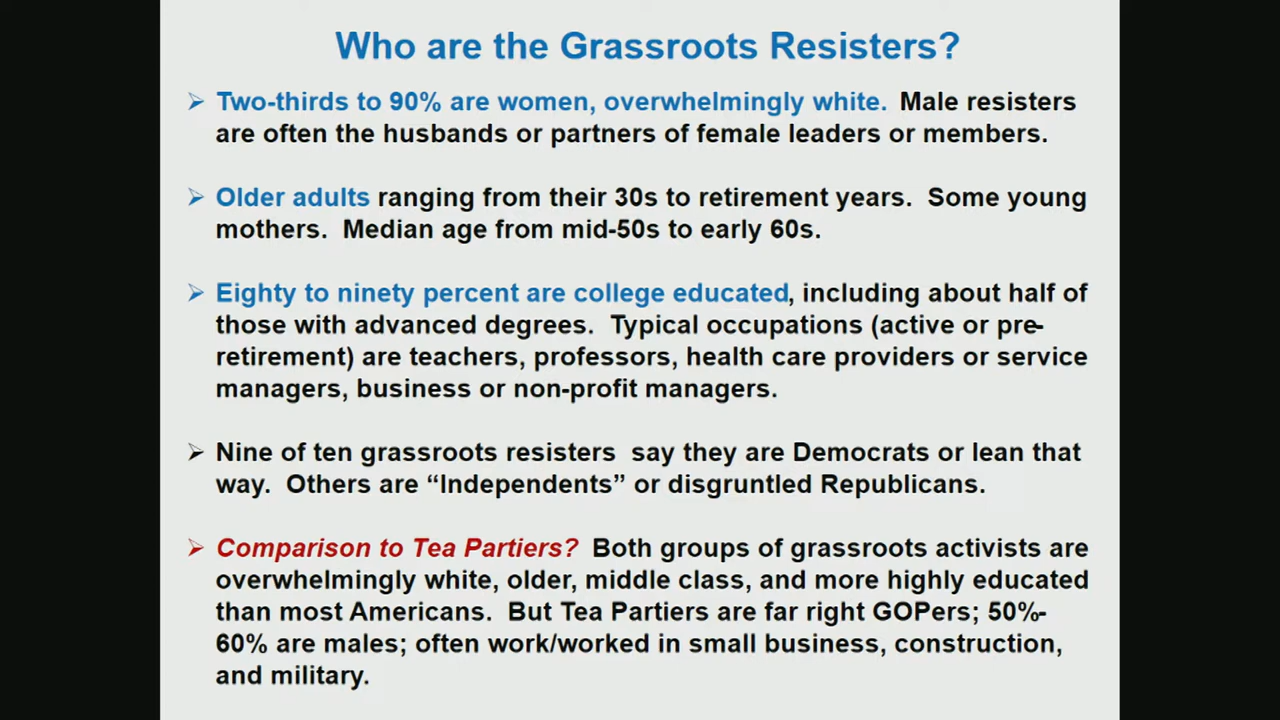 Who are the Grassroots Resisters?
➢ Two-thirds to 90% are women, overwhelmingly white.  Male resisters
are often the husbands or partners of female leaders or members.
➢ Older adults ranging from their 30s to retirement years.  Some young
mothers.  Median age from mid-50s to early 60s.
➢ Eighty to ninety percent are college educated, including about half of
those with advanced degrees.  Typical occupations (active or pre-
retirement) are teachers, professors, health care providers or service
managers, business or non-profit managers.
➢ Nine of ten grassroots resisters  say they are Democrats or lean that
way.  Others are “Independents” or disgruntled Republicans.
➢ Comparison to Tea Partiers?  Both groups of grassroots activists are
overwhelmingly white, older, middle class, and more highly educated
than most Americans.  But Tea Partiers are far right GOPers; 50%-
60% are males; often work/worked in small business, construction,
and military.